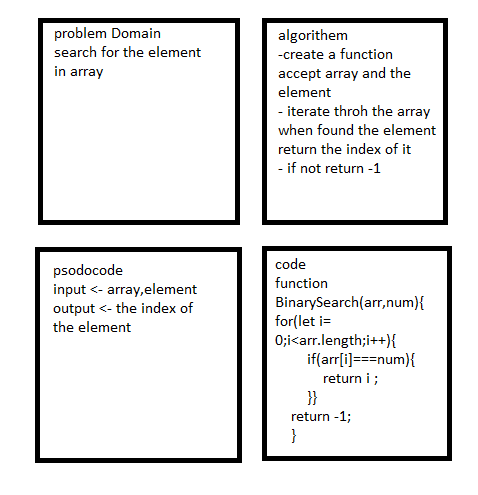 problem Domain
search for the element
in array
algorithem
-create a function
accept array and the
element
- iterate throh the array
when found the element
return the index of it
- if not return -1
psodocode
input <- array,element
output <- the index of
the element
code
function
BinarySearch(arr,num){
for(let i=
0;i<arr.length;i++){
if(arr[i]===num){
return i ;
}}
return -1;
}